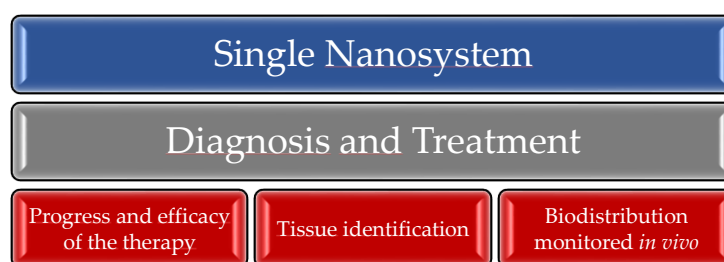 Single Nanosystem
Diagnosis and Treatment
Progress and efficacy
of the therapy
Tissue identification
Biodistribution
monitored in vivo